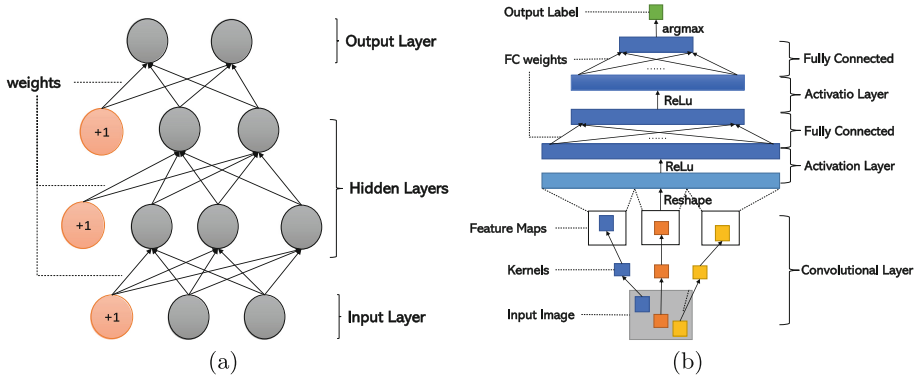 Output Layer
weights
+1
Hidden Layers
+1
+1
Input Layer
(a)
Output Label
argmax
FC weights
......
Fully Connected
ReLu
Activatio Layer
......
Fully Connected
ReLu
Activation Layer
Reshape
Feature Maps
Kernels
Convolutional Layer
Input Image
(b)